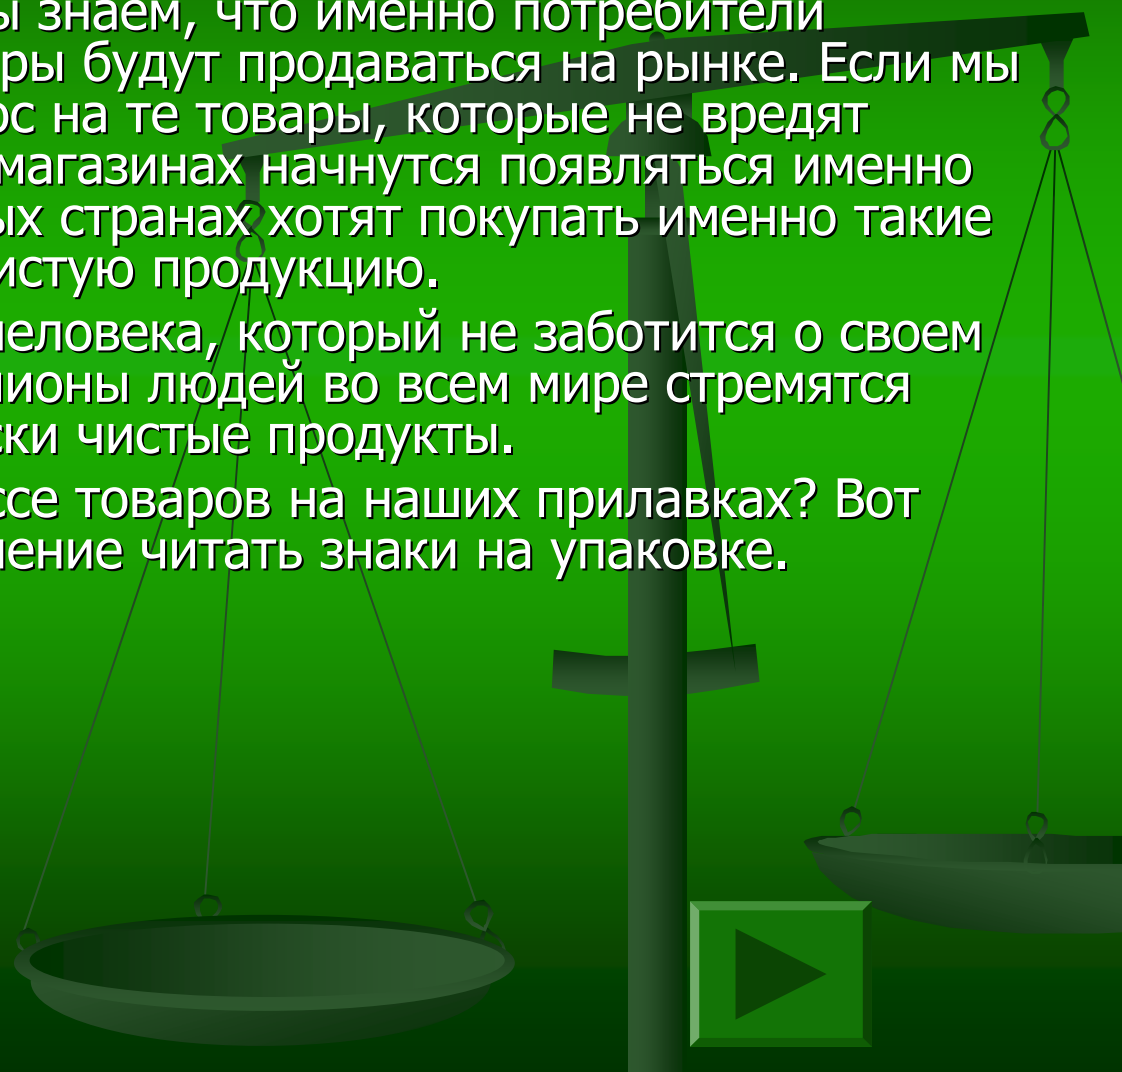 ы знаем, что именно потребители
ры будут продаваться на рынке. Если мы
ос на те товары, которые не вредят
магазинах начнутся появляться именно
ых странах хотят покупать именно такие
истую продукцию.
человека, который не заботится о своем
лионы людей во всем мире стремятся
ски чистые продукты.
ссе товаров на наших прилавках? Вот
чтение читать знаки на упаковке.